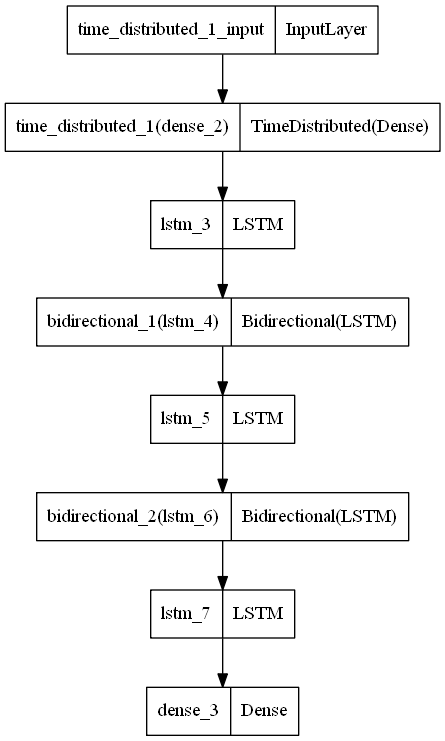 time_distributed_1_input InputLayer
time_distributed_1(dense_2) TimeDistributed(Dense)
lstm_3 LSTM
bidirectional_1(lstm_4) Bidirectional(LSTM)
lstm_5 LSTM
bidirectional_2(lstm_6) Bidirectional(LSTM)
lstm_7 LSTM
dense_3 Dense